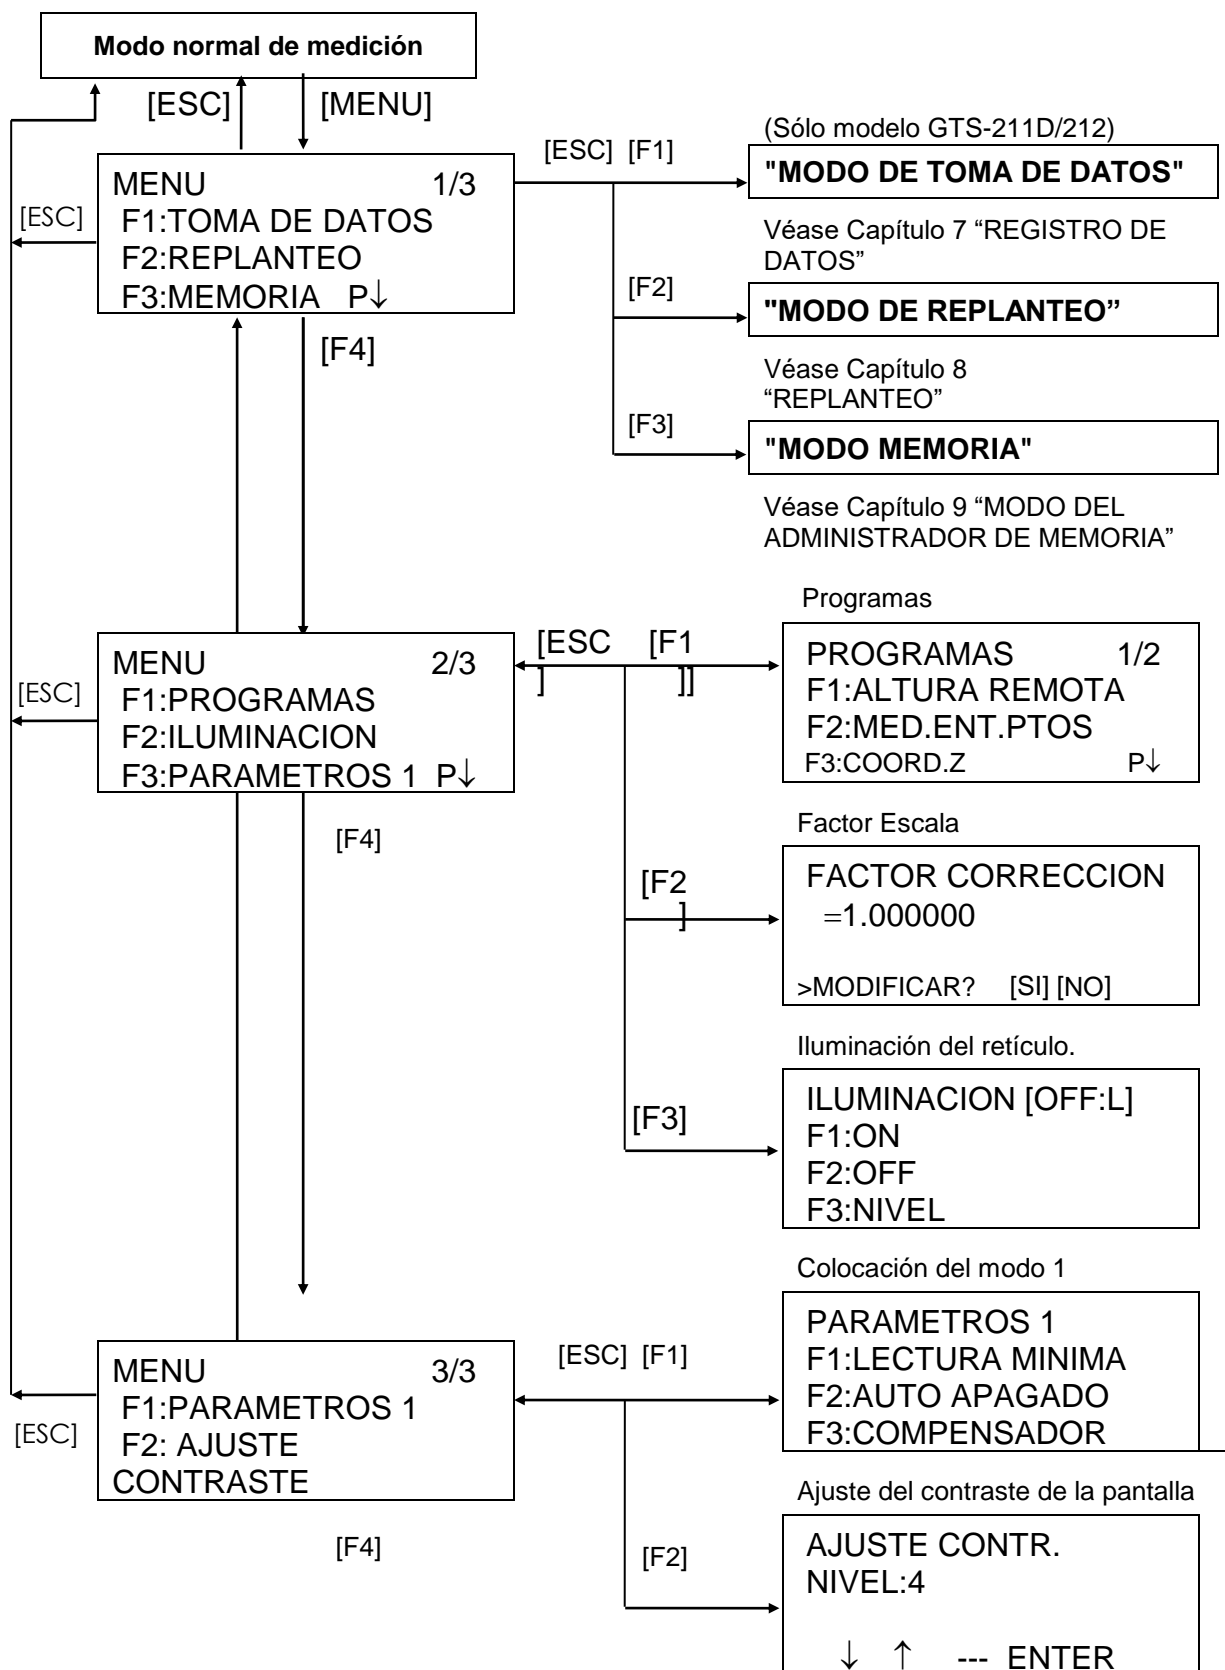 Modo normal de medición
[ESC]
[MENU]
(Sólo modelo GTS-211D/212)
[ESC] [F1]
"MODO DE TOMA DE DATOS"
MENU 1/3
F1:TOMA DE DATOS
F2:REPLANTEO
F3:MEMORIA P↓
[ESC]
Véase Capítulo 7 “REGISTRO DE
DATOS”
[F2]
"MODO DE REPLANTEO”
[F4]
Véase Capítulo 8
“REPLANTEO”
[F3]
"MODO MEMORIA"
Véase Capítulo 9 “MODO DEL
ADMINISTRADOR DE MEMORIA”
Programas
MENU 2/3
F1:PROGRAMAS
F2:ILUMINACION
F3:PARAMETROS 1 P↓
[ESC]
[ESC [F1
] ]]
PROGRAMAS 1/2
F1:ALTURA REMOTA
F2:MED.ENT.PTOS
F3:COORD.Z P↓
[F4]
Factor Escala
[F2
]
FACTOR CORRECCION
=1.000000
>MODIFICAR? [SI] [NO]
Iluminación del retículo.
[F3]
ILUMINACION [OFF:L]
F1:ON
F2:OFF
F3:NIVEL
Colocación del modo 1
[ESC] [F1]
PARAMETROS 1
F1:LECTURA MINIMA
F2:AUTO APAGADO
F3:COMPENSADOR
MENU 3/3
F1:PARAMETROS 1
F2: AJUSTE
CONTRASTE
[ESC]
[F4]
Ajuste del contraste de la pantalla
[F2]
AJUSTE CONTR.
NIVEL:4
↓ ↑ --- ENTER